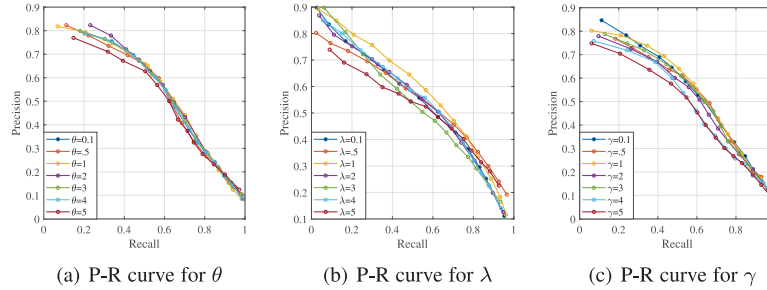 0.9
0.8
0.7
0.6
0.5
0.4
0.3
0.2
0.1
0
Precision
θ=0.1
θ=.5
θ=1
θ=2
θ=3
θ=4
θ=5
0.2 0.4 0.6 0.8 1
Recall
(a) P-R curve for θ
0.9
0.8
0.7
0.6
0.5
0.4
0.3
0.2
0.1
Precision
λ=0.1
λ=.5
λ=1
λ=2
λ=3
λ=4
λ=5
0 0.2 0.4 0.6 0.8 1
Recall
(b) P-R curve for λ
0.9
0.8
0.7
0.6
0.5
0.4
0.3
0.2
0.1
0
Precision
γ=0.1
γ=.5
γ=1
γ=2
γ=3
γ=4
γ=5
0.2 0.4 0.6 0.8
Recall
(c) P-R curve for γ